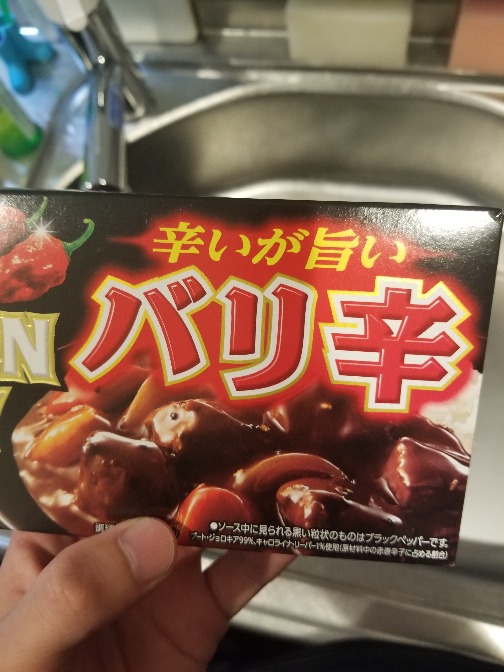 辛いが旨い
バリ辛
N
調理
●ソース中に見られる黒い粒状のものはブラックペッパーです。
ブート・ジョロキア99%、キャロライナ・リーパー1%使用(原材料中の赤唐辛子に占める割合)